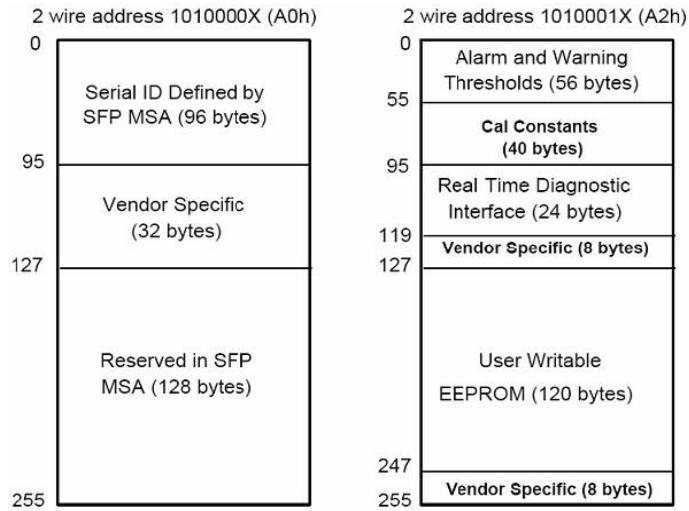 2 wire address 1010000X (A0h)
0
Serial ID Defined by
SFP MSA (96 bytes)
95
Vendor Specific
(32 bytes)
127
Reserved in SFP
MSA (128 bytes)
255
2 wire address 1010001X (A2h)
0
Alarm and Warning
Thresholds (56 bytes)
55
Cal Constants
(40 bytes)
95
Real Time Diagnostic
Interface (24 bytes)
119
Vendor Specific (8 bytes)
127
User Writable
EEPROM (120 bytes)
247
Vendor Specific (8 bytes)
255